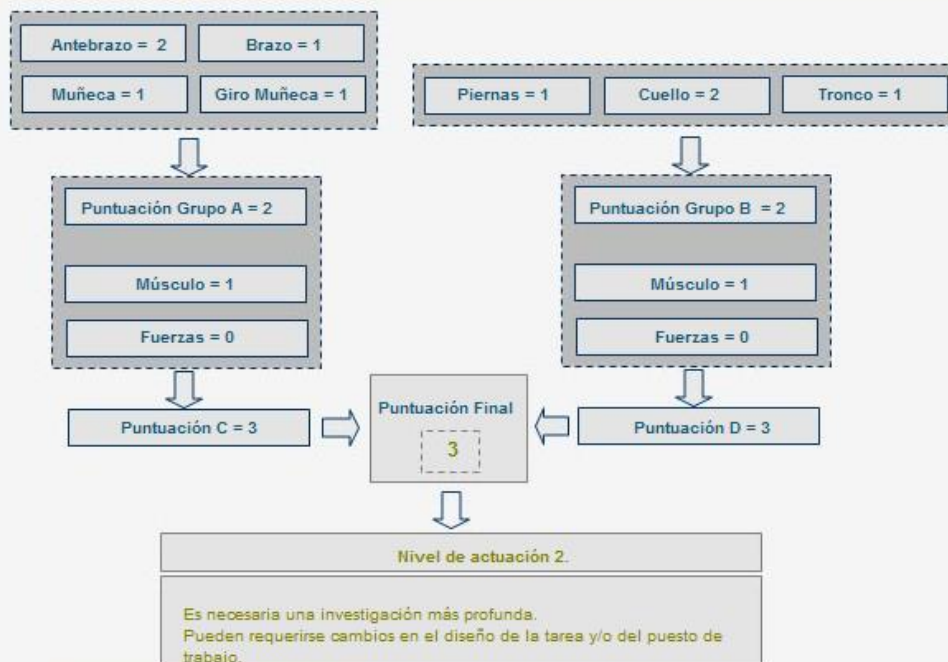 Antebrazo = 2
Brazo = 1
Muñeca = 1
Giro Muñeca = 1
Piernas = 1
Cuello = 2
Tronco = 1
Puntuación Grupo A = 2
Músculo = 1
Fuerzas = 0
Puntuación Grupo B = 2
Músculo = 1
Fuerzas = 0
Puntuación C = 3
Puntuación Final
3
Puntuación D = 3
Nivel de actuación 2.
Es necesaria una investigación más profunda.
Pueden requerirse cambios en el diseño de la tarea y/o del puesto de
trabajo.